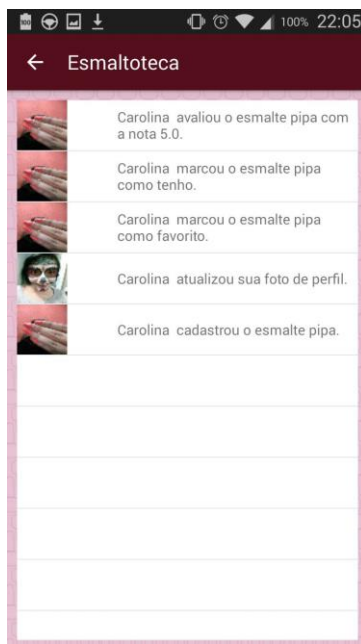 100% 22:05
Esmaltoteca
Carolina avaliou o esmalte pipa com
a nota 5.0.
Carolina marcou o esmalte pipa
como tenho.
Carolina marcou o esmalte pipa
como favorito.
Carolina atualizou sua foto de perfil.
Carolina cadastrou o esmalte pipa.